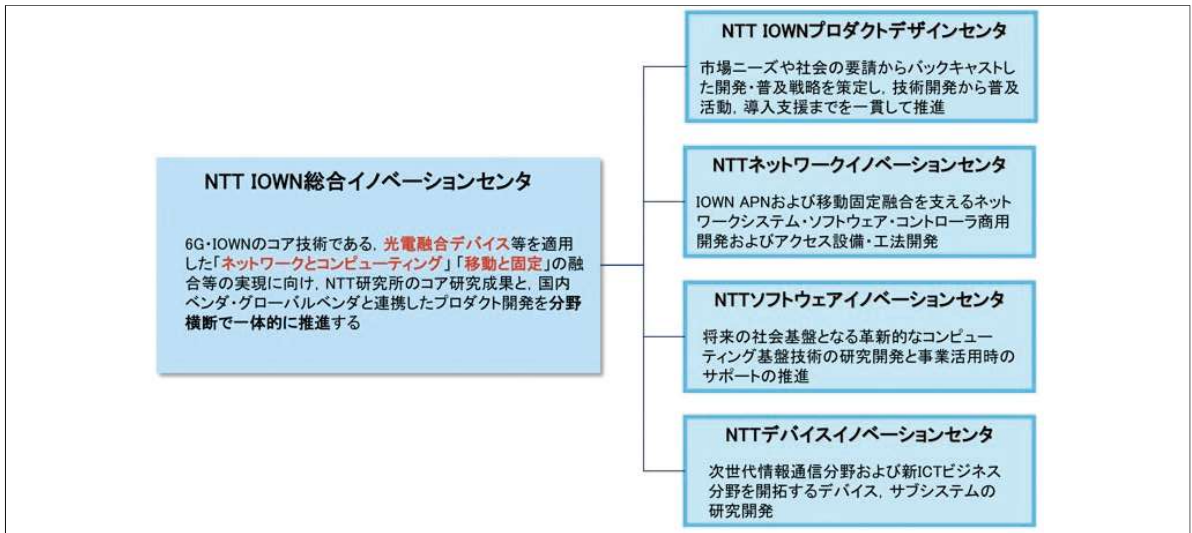 NTT IOWN総合イノベーションセンタ
6G・IOWNのコア技術である，光電融合デバイス等を適用
した「ネットワークとコンピューティング」「移動と固定」の融
合等の実現に向け，NTT研究所のコア研究成果と，国内
ベンダ・グローバルベンダと連携したプロダクト開発を分野
横断で一体的に推進する
NTT IOWNプロダクトデザインセンタ
市場ニーズや社会の要請からバックキャストし
た開発・普及戦略を策定し，技術開発から普及
活動，導入支援までを一貫して推進
NTTネットワークイノベーションセンタ
IOWN APNおよび移動固定融合を支えるネット
ワークシステム・ソフトウェア・コントローラ商用
開発およびアクセス設備・工法開発
NTTソフトウェアイノベーションセンタ
将来の社会基盤となる革新的なコンピュー
ティング基盤技術の研究開発と事業活用時の
サポートの推進
NTTデバイスイノベーションセンタ
次世代情報通信分野および新ICTビジネス
分野を開拓するデバイス，サブシステムの
研究開発